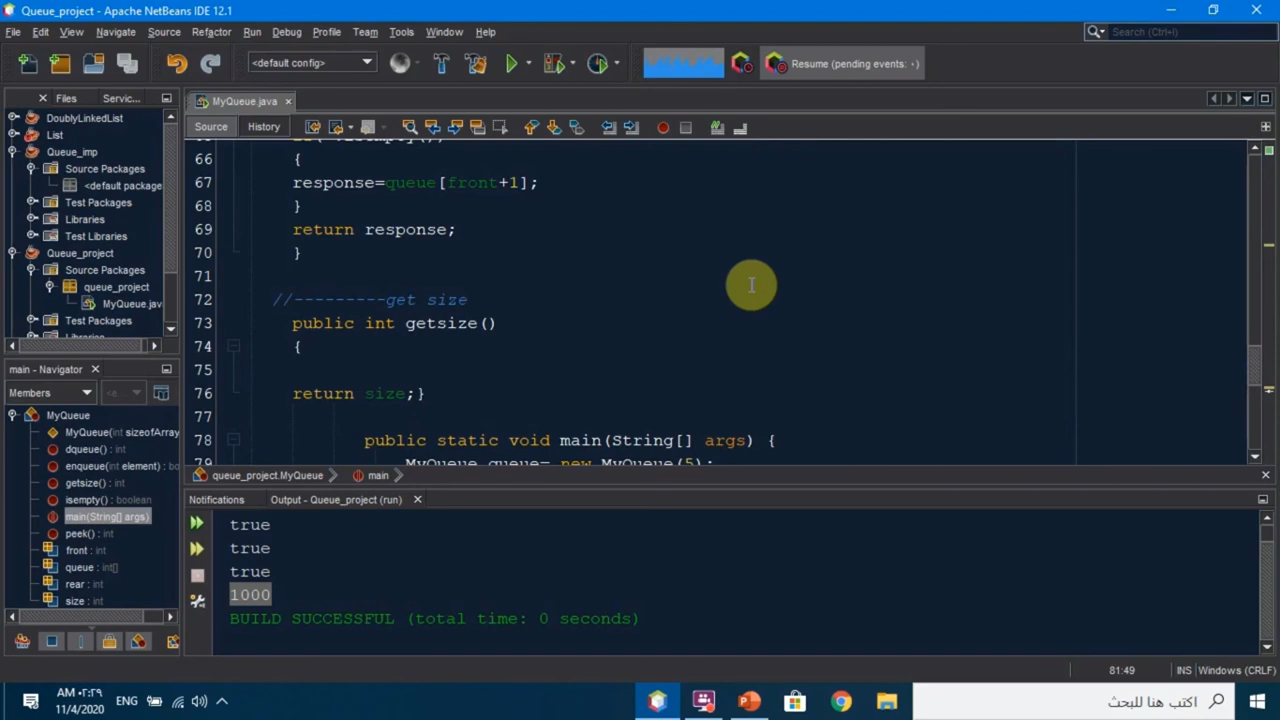 Queue_project - Apache NetBeans IDE 12.1
File Edit View Navigate Source Refactor Run Debug Profile Team Tools Window Help
Search (Ctrl+I)
<default config>
Resume (pending events: -)
Files Servic...
MyQueue.java
DoublyLinkedList
Source History
List
Queue_imp
66 {
Source Packages
67 response=queue[front+1];
<default package
68 }
Test Packages
69 return response;
Libraries
70 }
Test Libraries
71
Queue_project
72 //---------get size
Source Packages
73 public int getsize()
queue_project
74 {
MyQueue.jav
75
Test Packages
76 return size;}
77
78 public static void main(String[] args) {
79 MyQueue queue= new MyQueue(5);
main - Navigator
Members
MyQueue
MyQueue(int sizeofArray
dqueue() : int
enqueue(int element) : bo
getsize() : int
isempty() : boolean
main(String[] args)
peek() : int
front : int
queue : int[]
rear : int
size : int
queue_project.MyQueue main
Notifications Output - Queue_project (run)
true
true
true
1000
BUILD SUCCESSFUL (total time: 0 seconds)
81:49 INS Windows (CRLF)
AM ٠٢:٢٩
11/4/2020
ENG
اكتب هنا للبحث